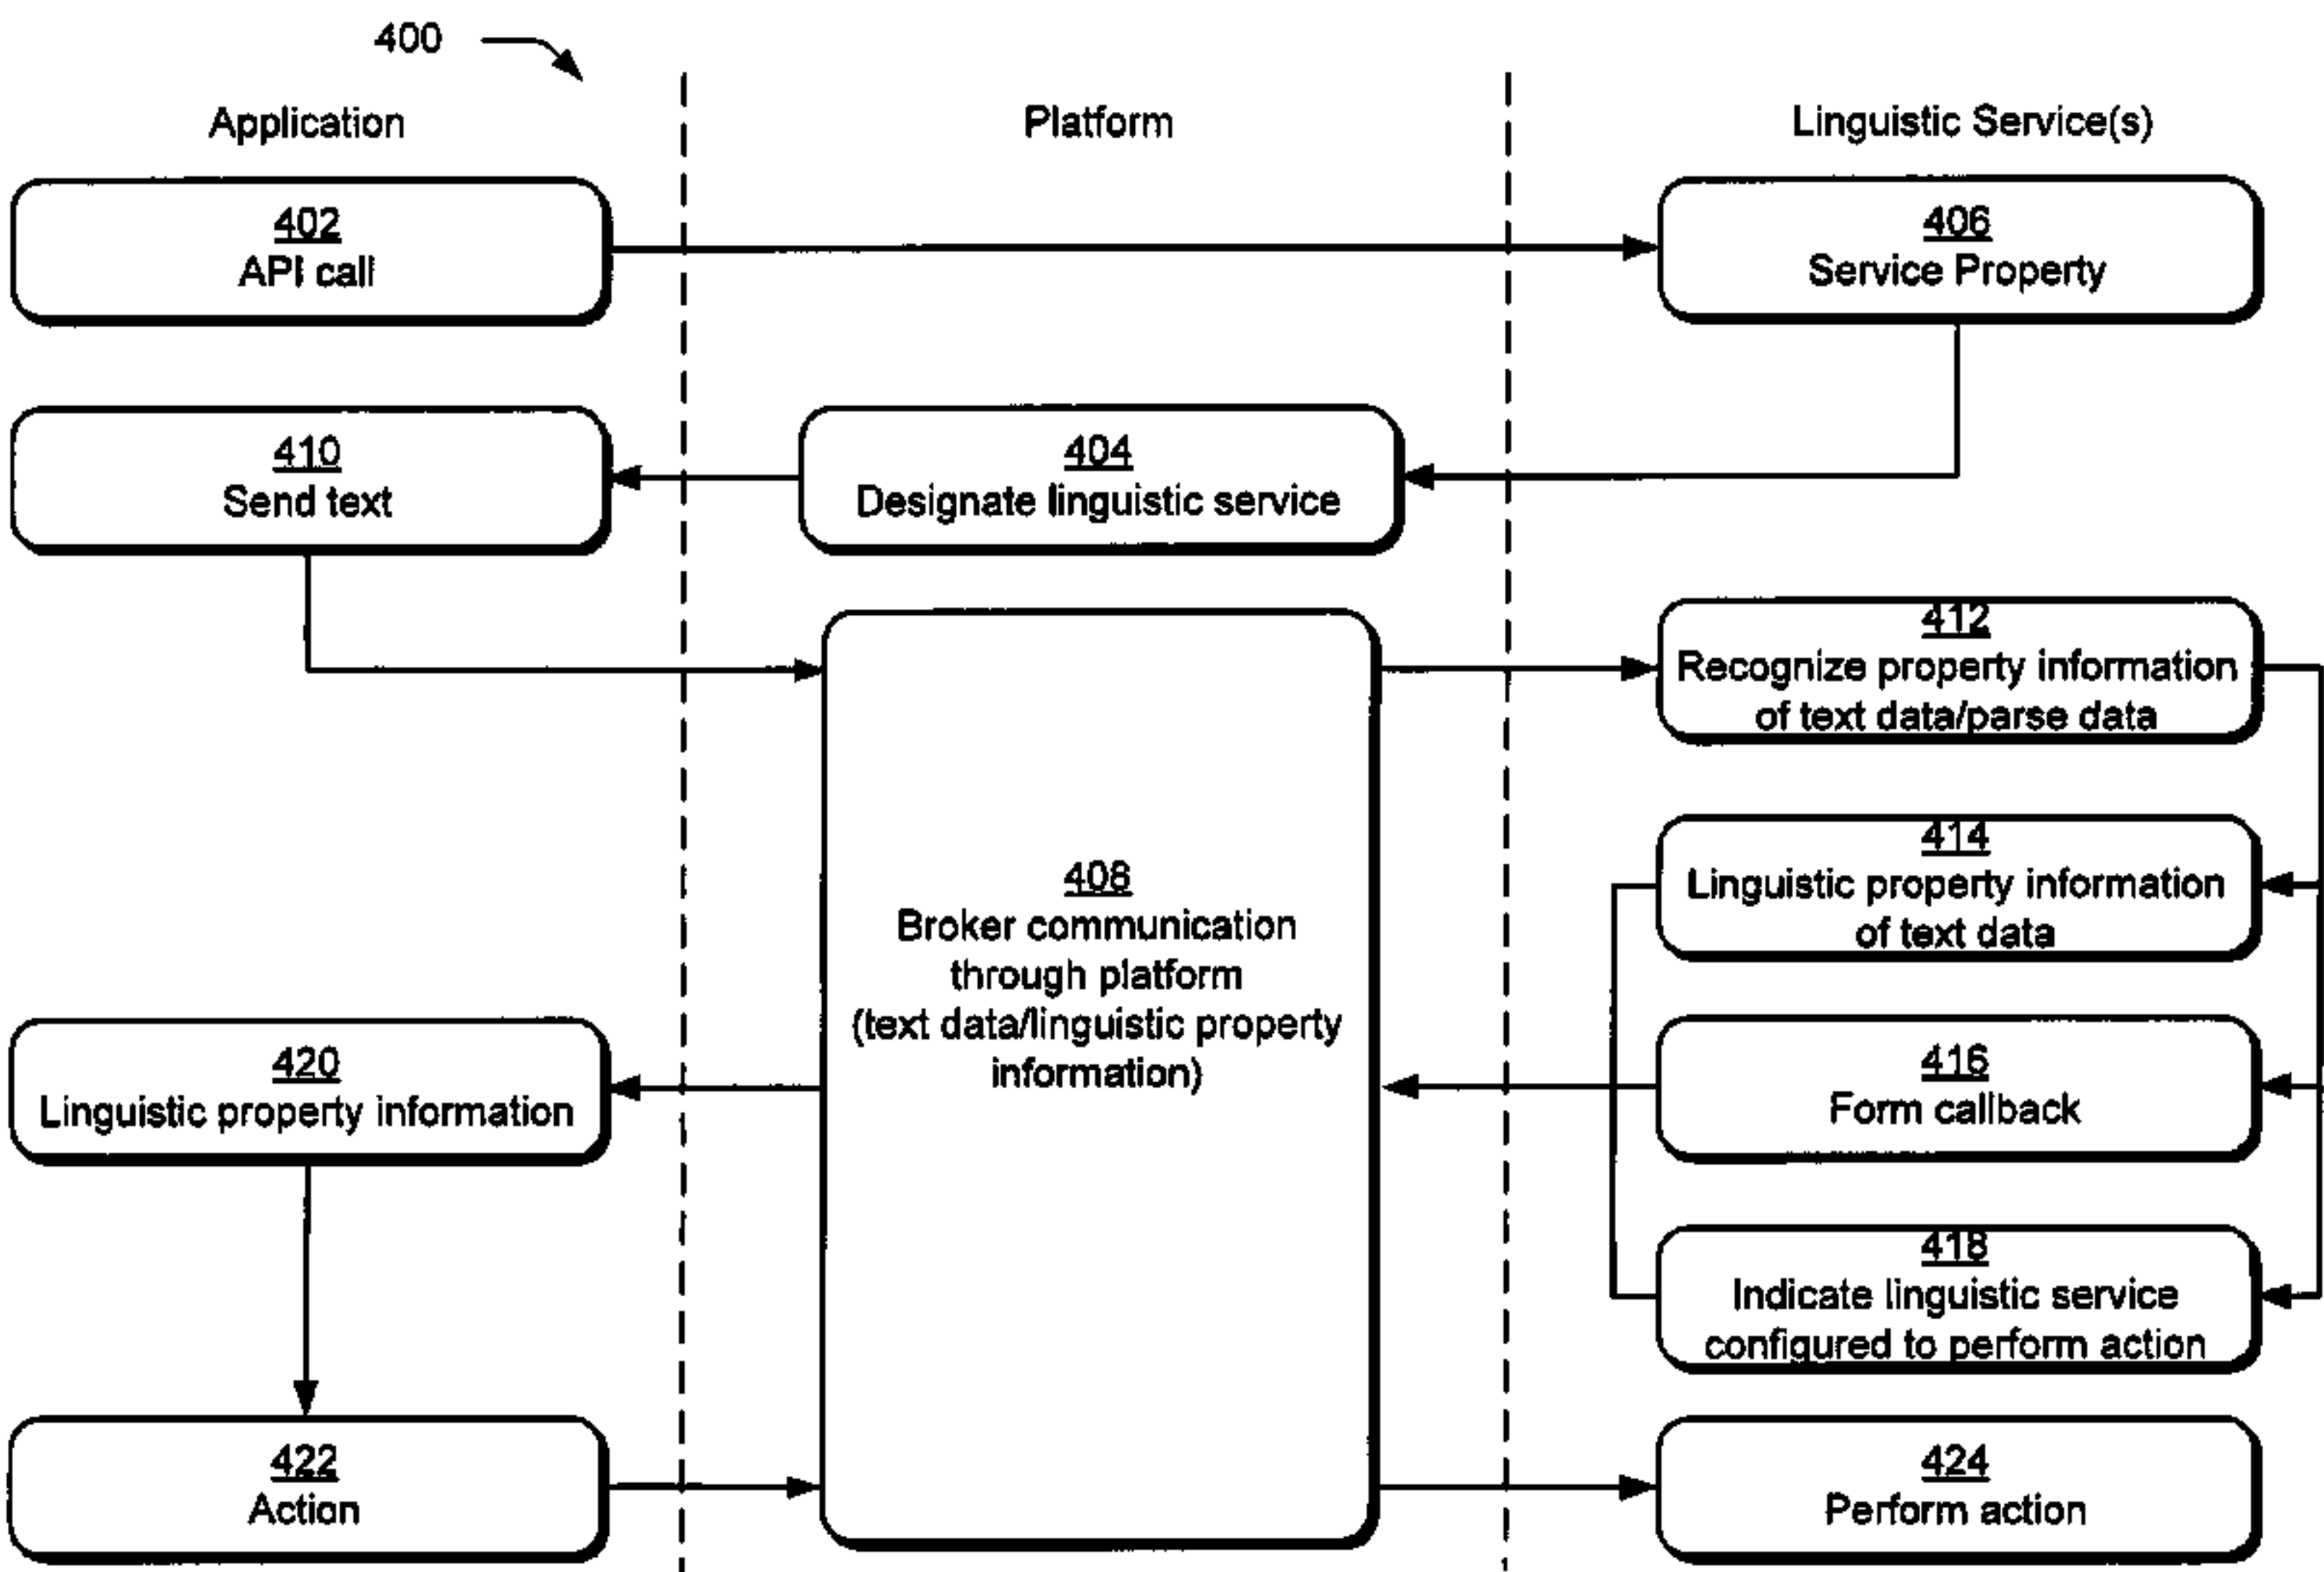 400
Application
Platform
Linguistic Service(s)
402
API call
406
Service Property
410
Send text
404
Designate linguistic service
412
Recognize property information
of text data/parse data
414
Linguistic property information
of text data
408
Broker communication
through platform
(text data/linguistic property
information)
420
Linguistic property information
416
Form callback
418
Indicate linguistic service
configured to perform action
422
Action
424
Perform action